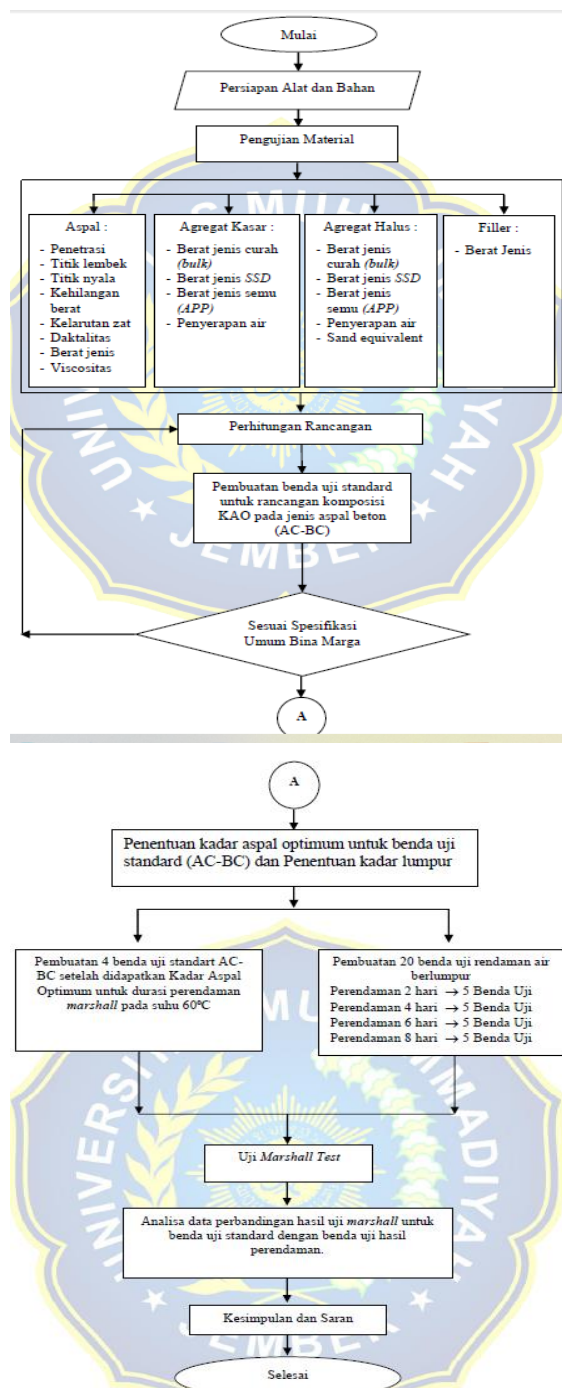 Mulai
Persiapan Alat dan Bahan
Pengujian Material
Aspal :
- Penetrasi
- Titik lembek
- Titik nyala
- Kehilangan
berat
- Kelarutan zat
- Daktalitas
- Berat jenis
- Viscositas
Agregat Kasar :
- Berat jenis curah
(bulk)
- Berat jenis SSD
- Berat jenis semu
(APP)
- Penyerapan air
Agregat Halus :
- Berat jenis
curah (bulk)
- Berat jenis SSD
- Berat jenis
semu (APP)
- Penyerapan air
- Sand equivalent
Filler :
- Berat Jenis
Perhitungan Rancangan
Pembuatan benda uji standard
untuk rancangan komposisi
KAO pada jenis aspal beton
(AC-BC)
Sesuai Spesifikasi
Umum Bina Marga
A
A
Penentuan kadar aspal optimum untuk benda uji
standard (AC-BC) dan Penentuan kadar lumpur
Pembuatan 4 benda uji standart AC-
BC setelah didapatkan Kadar Aspal
Optimum untuk durasi perendaman
marshall pada suhu 60⁰C
Pembuatan 20 benda uji rendaman air
berlumpur
Perendaman 2 hari → 5 Benda Uji
Perendaman 4 hari → 5 Benda Uji
Perendaman 6 hari → 5 Benda Uji
Perendaman 8 hari → 5 Benda Uji
Uji Marshall Test
Analisa data perbandingan hasil uji marshall untuk
benda uji standard dengan benda uji hasil
perendaman.
Kesimpulan dan Saran
Selesai